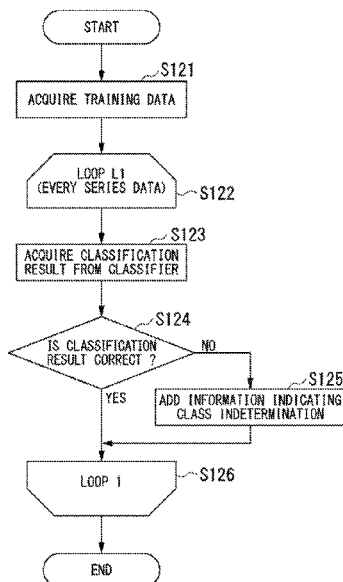 START
S121
ACQUIRE TRAINING DATA
LOOP L1
(EVERY SERIES DATA)
S122
S123
ACQUIRE CLASSIFICATION
RESULT FROM CLASSIFIER
S124
IS CLASSIFICATION
RESULT CORRECT ?
NO
S125
YES
ADD INFORMATION INDICATING
CLASS INDETERMINATION
LOOP 1
S126
END